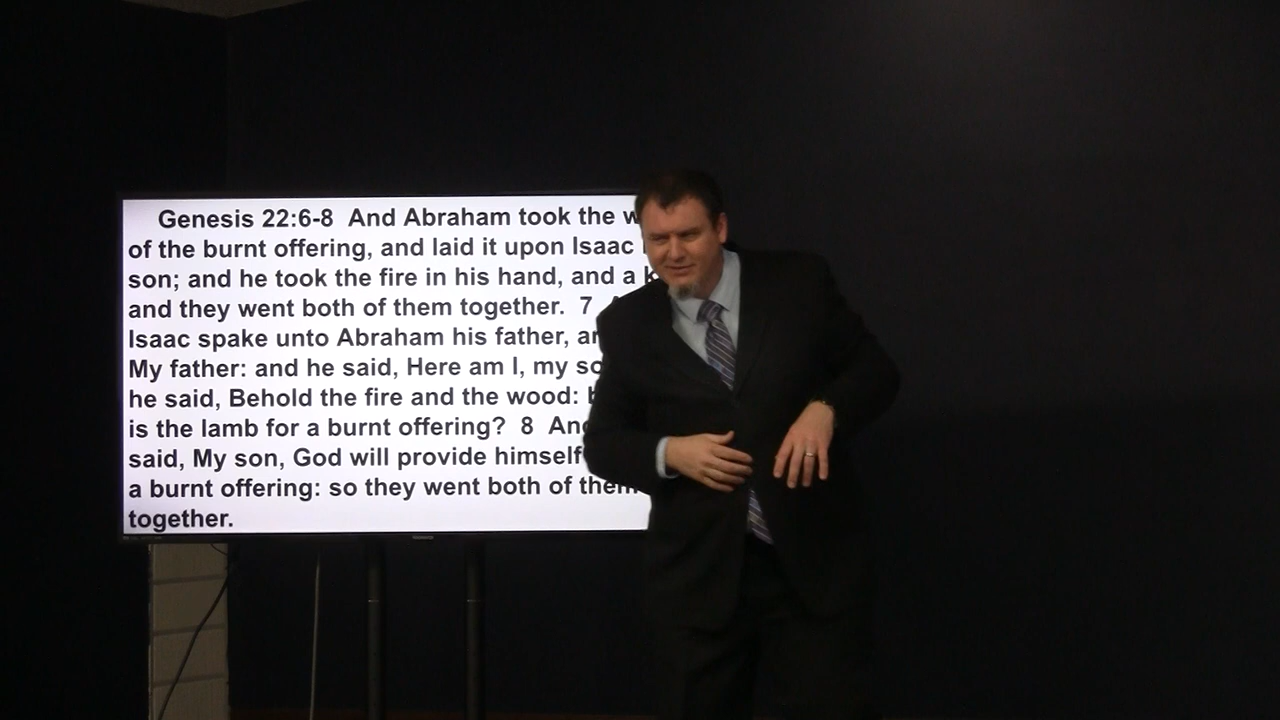 Genesis 22:6-8 And Abraham took the
of the burnt offering, and laid it upon Isaac
son; and he took the fire in his hand, and a
and they went both of them together. 7
Isaac spake unto Abraham his father,
My father: and he said, Here am I, my
he said, Behold the fire and the wood:
is the lamb for a burnt offering? 8
said, My son, God will provide himself
a burnt offering: so they went both of them
together.